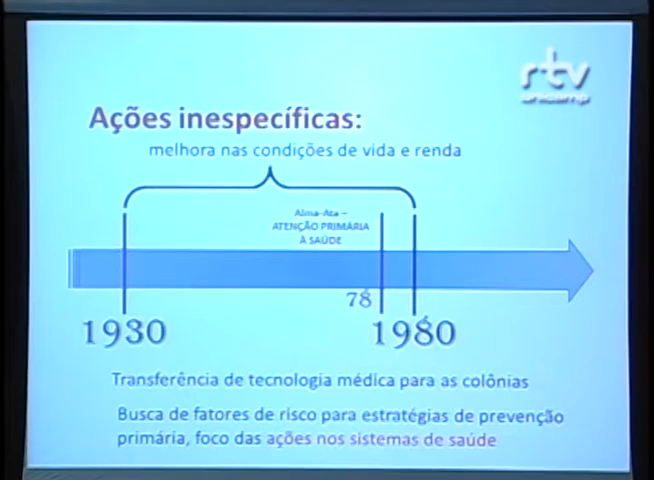 rtv
unicamp
Ações inespecíficas:
melhora nas condições de vida e renda
Alma-Ata –
ATENÇÃO PRIMÁRIA
À SAÚDE
78
1930
1980
Transferência de tecnologia médica para as colônias
Busca de fatores de risco para estratégias de prevenção
primária, foco das ações nos sistemas de saúde